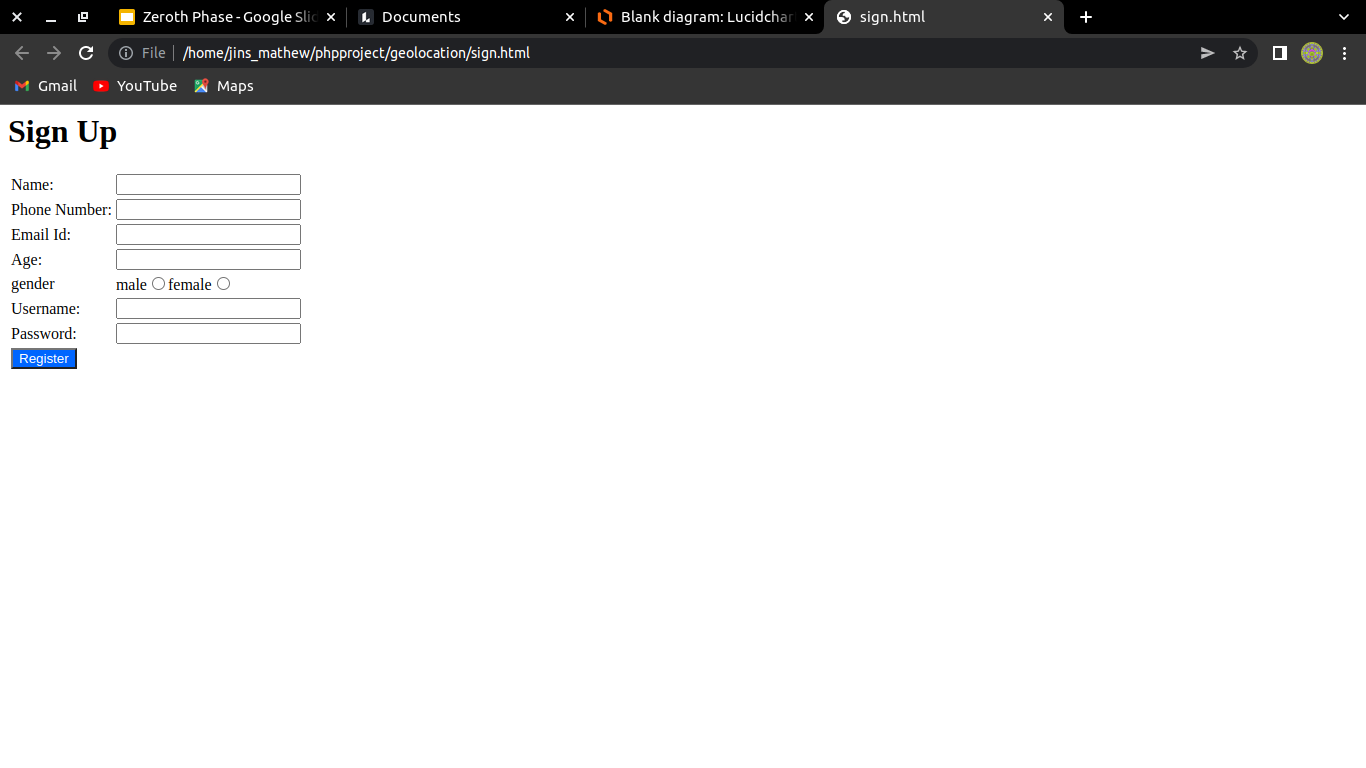 Zeroth Phase - Google Slic
Documents
Blank diagram: Lucidchar
sign.html
File
/home/jins_mathew/phpproject/geolocation/sign.html
Gmail
YouTube
Maps
Sign Up
Name:
Phone Number:
Email Id:
Age:
gender male female
Username:
Password:
Register